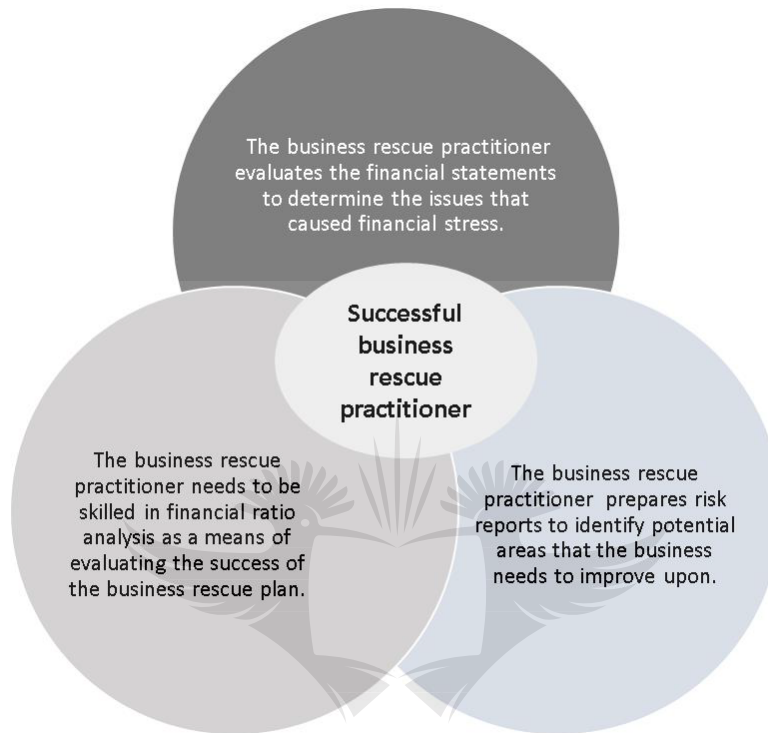 The business rescue practitioner
evaluates the financial statements
to determine the issues that
caused financial stress.
Successful
business
rescue
practitioner
The business rescue
practitioner needs to be
skilled in financial ratio
analysis as a means of
evaluating the success of
the business rescue plan.
The business rescue
practitioner prepares risk
reports to identify potential
areas that the business
needs to improve upon.